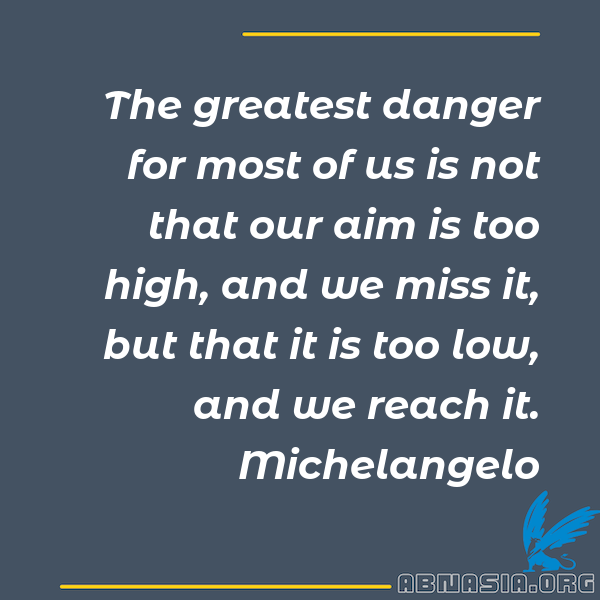 The greatest danger
for most of us is not
that our aim is too
high, and we miss it,
but that it is too low,
and we reach it.
Michelangelo
ABNASIA.ORG